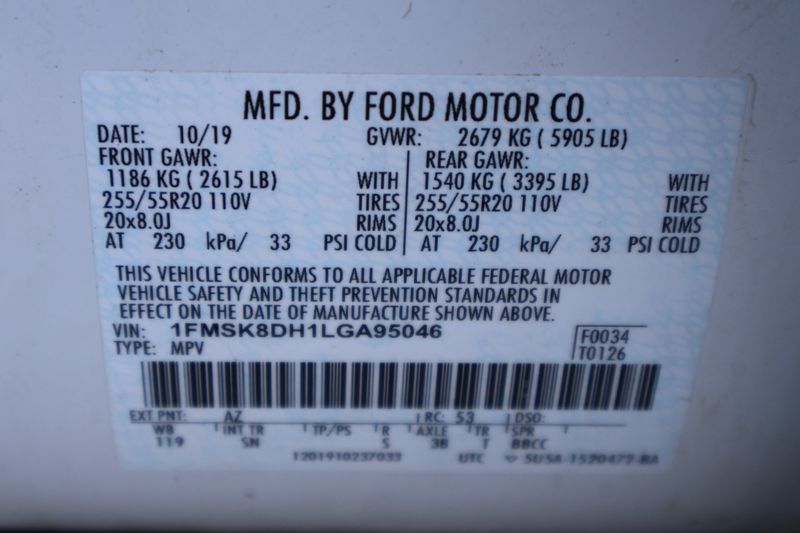 MFD. BY FORD MOTOR CO.
DATE: 10/19 GVWR: 2679 KG ( 5905 LB)
FRONT GAWR: REAR GAWR:
1186 KG ( 2615 LB) WITH 1540 KG ( 3395 LB) WITH
255/55R20 110V TIRES 255/55R20 110V TIRES
20x8.0J RIMS 20x8.0J RIMS
AT 230 kPa/ 33 PSI COLD AT 230 kPa/ 33 PSI COLD
THIS VEHICLE CONFORMS TO ALL APPLICABLE FEDERAL MOTOR
VEHICLE SAFETY AND THEFT PREVENTION STANDARDS IN
EFFECT ON THE DATE OF MANUFACTURE SHOWN ABOVE.
VIN: 1FMSK8DH1LGA95046 F0034
TYPE: MPV T0126
EXT PNT: AZ RC: 53 DSO:
WB INT TR TP/PS R AXLE TR SPR
119 SN S 3B T BBCC
1201910237033 UTC 5U5A-1520472-BA